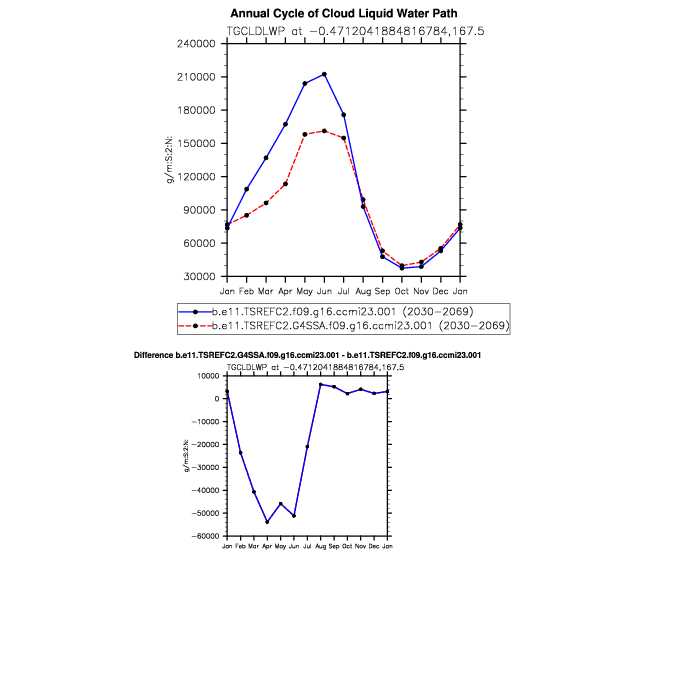 Annual Cycle of Cloud Liquid Water Path
TGCLDLWP at -0.4712041884816784,167.5
240000
210000
180000
150000
120000
90000
60000
30000
g/m:S:2:N:
Jan Feb Mar Apr May Jun Jul Aug Sep Oct Nov Dec Jan
b.e11.TSREFC2.f09.g16.ccmi23.001 (2030-2069)
b.e11.TSREFC2.G4SSA.f09.g16.ccmi23.001 (2030-2069)
Difference b.e11.TSREFC2.G4SSA.f09.g16.ccmi23.001 - b.e11.TSREFC2.f09.g16.ccmi23.001
TGCLDLWP at -0.4712041884816784,167.5
10000
0
-10000
-20000
-30000
-40000
-50000
-60000
g/m:S:2:N:
Jan Feb Mar Apr May Jun Jul Aug Sep Oct Nov Dec Jan